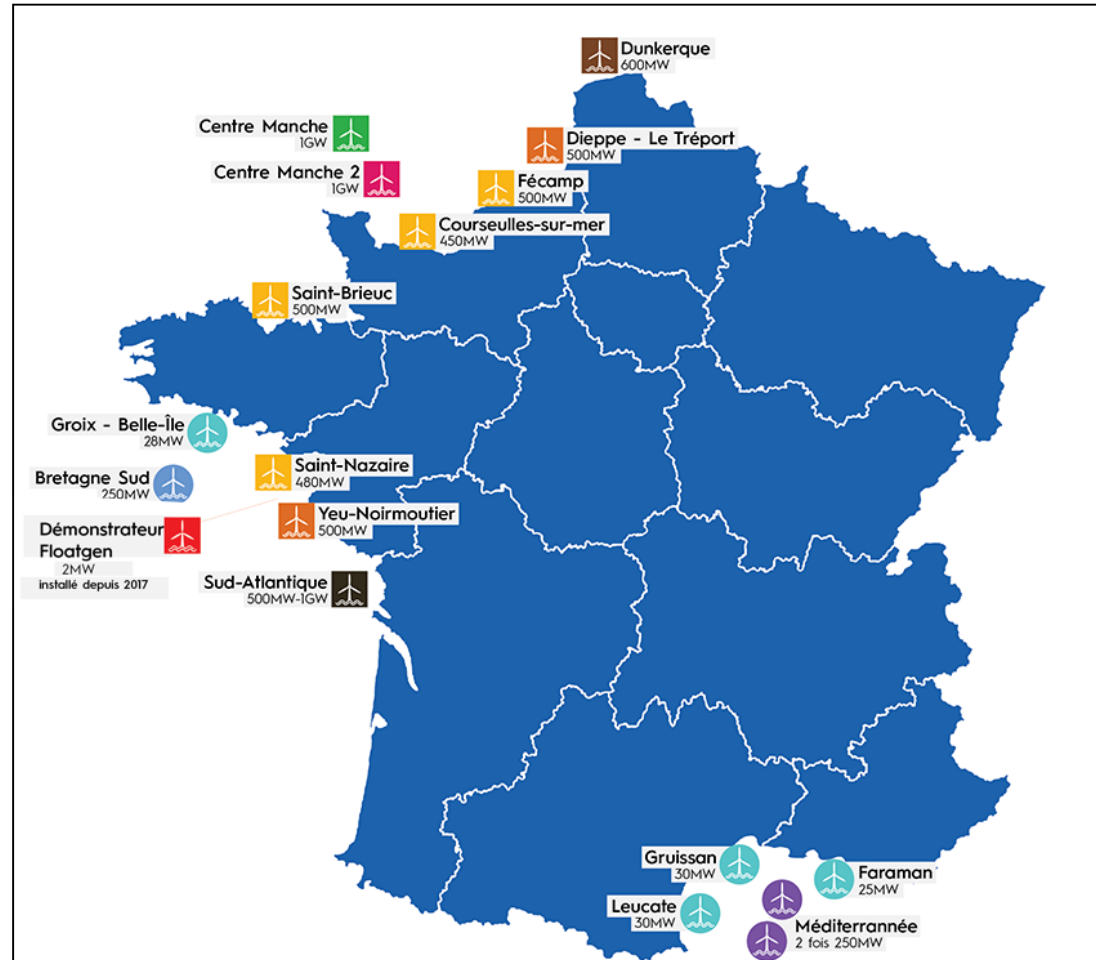 Dunkerque
600MW
Centre Manche
1GW
Dieppe - Le Tréport
500MW
Centre Manche 2
1GW
Fécamp
500MW
Courseulles-sur-mer
450MW
Saint-Brieuc
500MW
Groix - Belle-Île
28MW
Saint-Nazaire
480MW
Bretagne Sud
250MW
Yeu-Noirmoutier
500MW
Démonstrateur
Floatgen
2MW
installé depuis 2017
Sud-Atlantique
500MW-1GW
Gruissan
30MW
Faraman
25MW
Leucate
30MW
Méditerrannée
2 fois 250MW